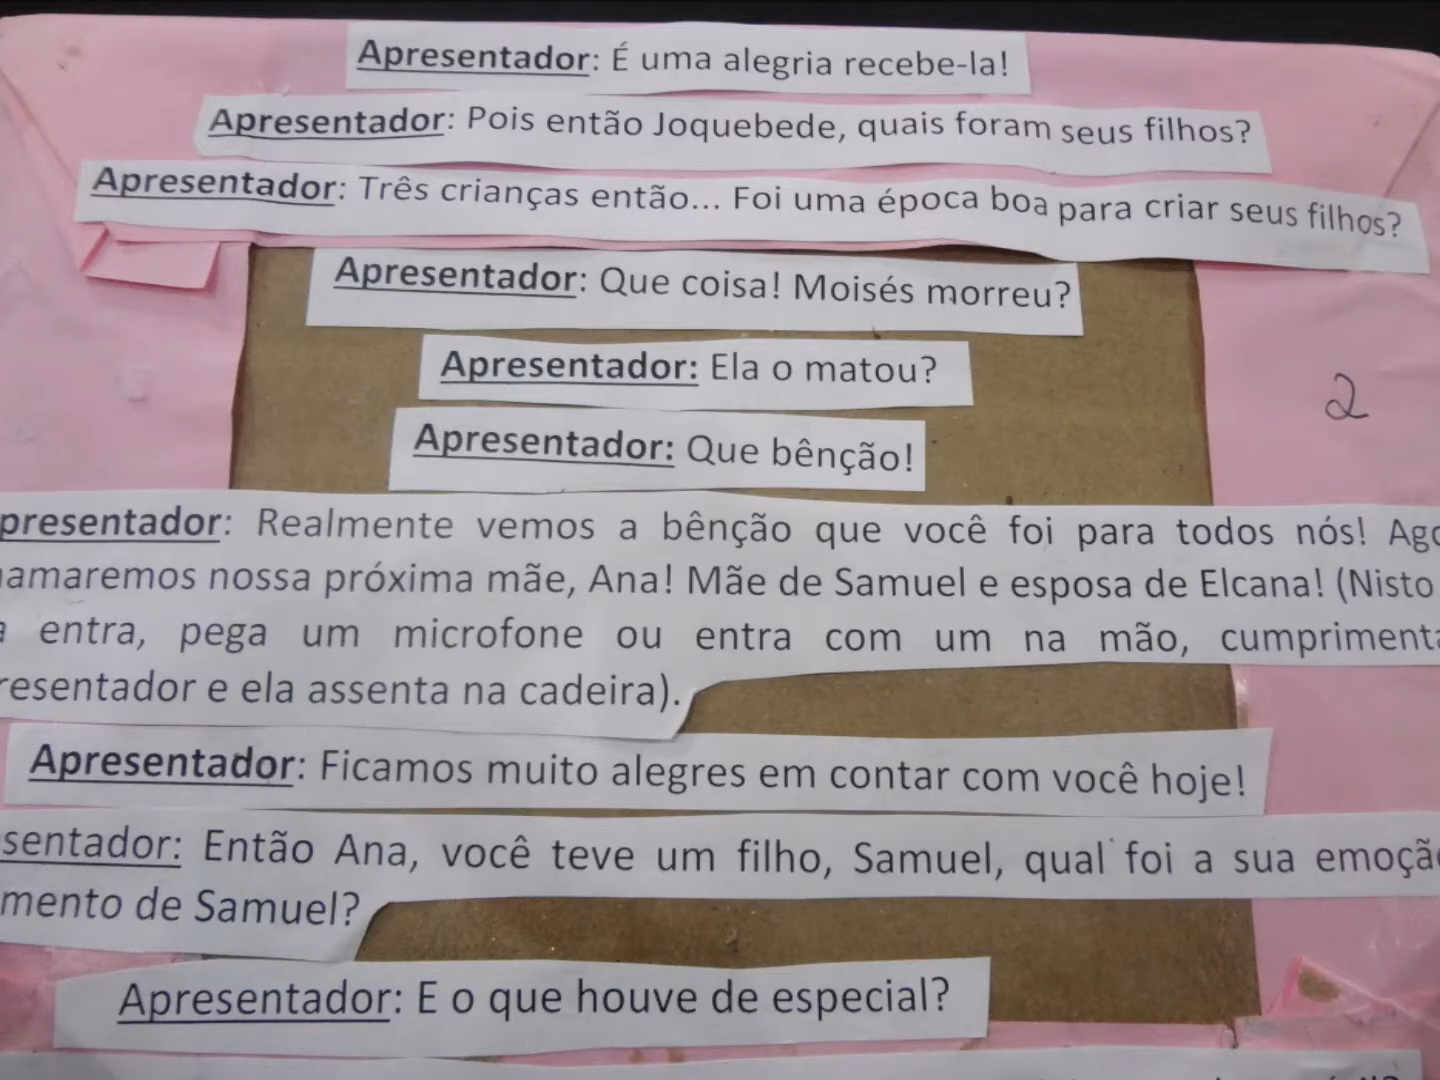 Apresentador: É uma alegria recebe-la!
Apresentador: Pois então Joquebede, quais foram seus filhos?
Apresentador: Três crianças então... Foi uma época boa para criar seus filhos?
Apresentador: Que coisa! Moisés morreu?
Apresentador: Ela o matou?
2
Apresentador: Que bênção!
presentador: Realmente vemos a bênção que você foi para todos nós! Ago
amaremos nossa próxima mãe, Ana! Mãe de Samuel e esposa de Elcana! (Nisto
a entra, pega um microfone ou entra com um na mão, cumprimenta
resentador e ela assenta na cadeira).
Apresentador: Ficamos muito alegres em contar com você hoje!
sentador: Então Ana, você teve um filho, Samuel, qual foi a sua emoçã
mento de Samuel?
Apresentador: E o que houve de especial?